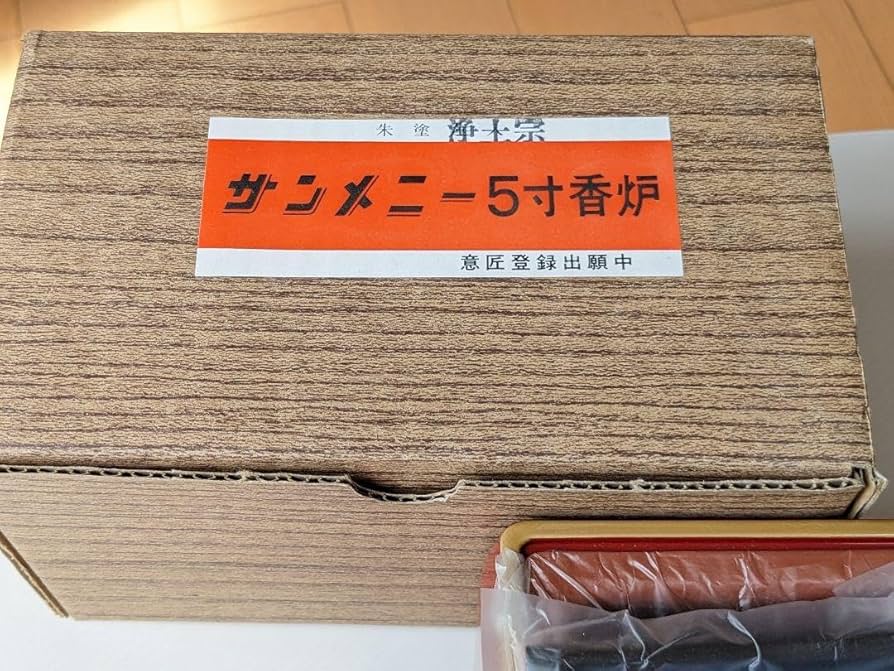 朱塗 浄土宗
サンメニー5寸香炉
意匠登録出願中